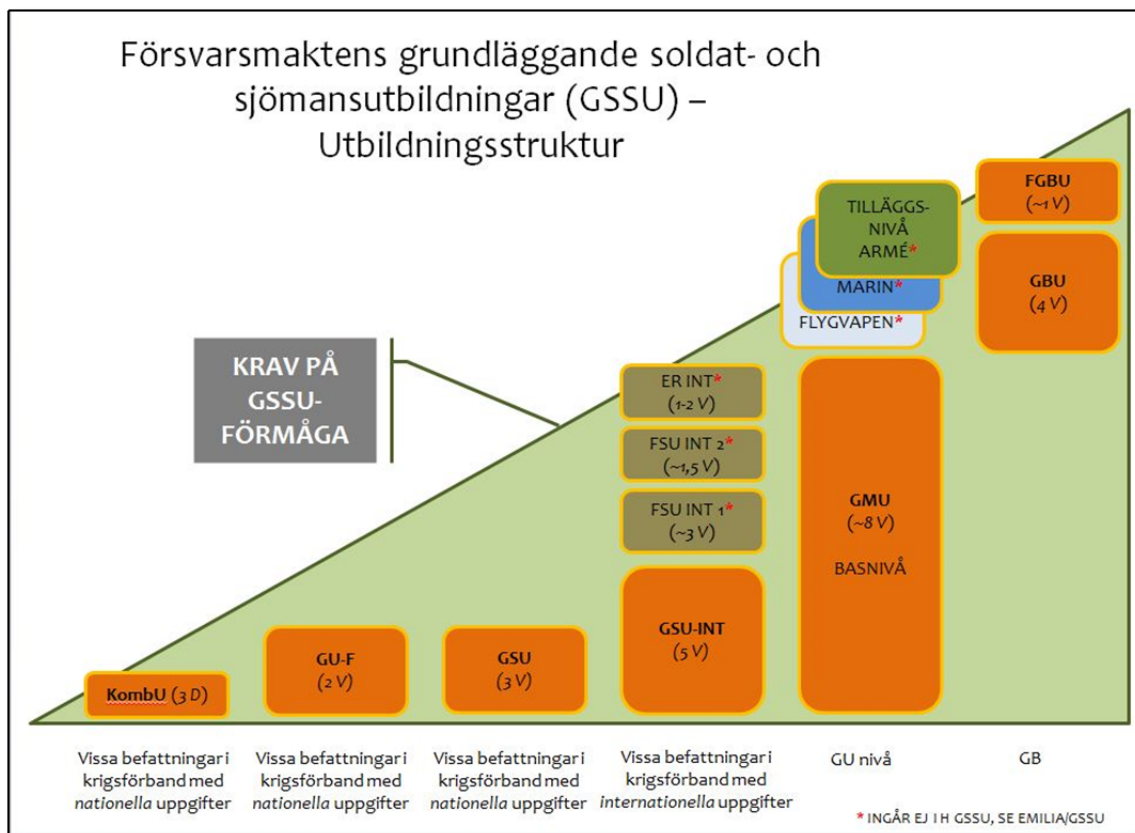 Försvarsmaktens grundläggande soldat- och
sjömansutbildningar (GSSU) –
Utbildningsstruktur
KRAV PÅ
GSSU-
FÖRMÅGA
KombU (3 D)
GU-F
(2 V)
GSU
(3 V)
ER INT*
(1-2 V)
FSU INT 2*
(~1,5 V)
FSU INT 1*
(~3 V)
GSU-INT
(5 V)
TILLÄGGS-
NIVÅ
ARMÉ*
MARIN*
FLYGVAPEN*
GMU
(~8 V)
BASNIVÅ
FGBU
(~1 V)
GBU
(4 V)
Vissa befattningar i
krigsförband med
nationella uppgifter
Vissa befattningar i
krigsförband med
nationella uppgifter
Vissa befattningar i
krigsförband med
nationella uppgifter
Vissa befattningar i
krigsförband med
internationella uppgifter
GU nivå
GB
* INGÅR EJ I H GSSU, SE EMILIA/GSSU